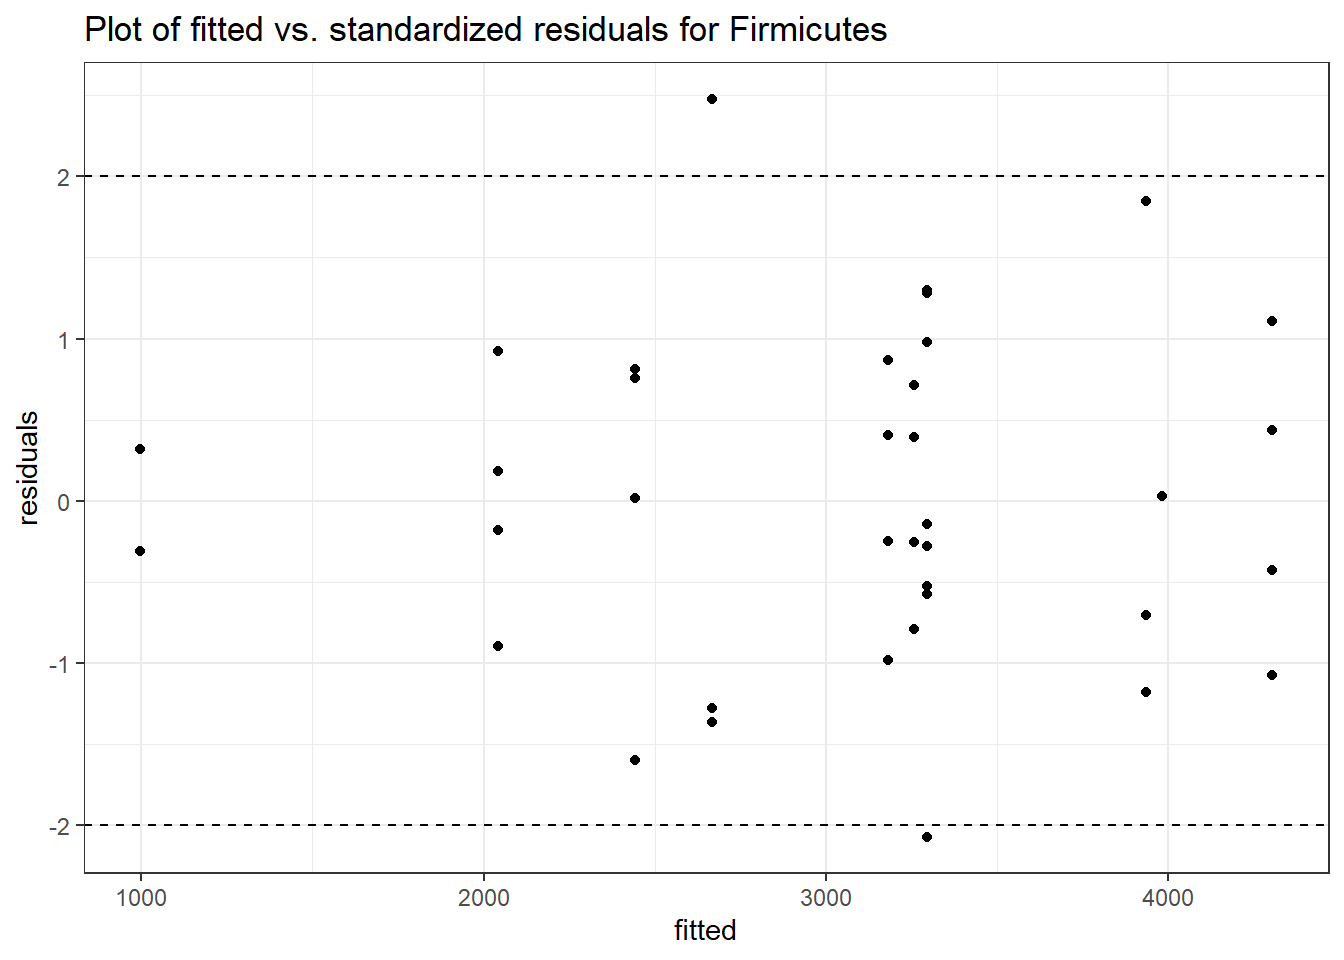 Plot of fitted vs. standardized residuals for Firmicutes
2
1
0
-1
-2
residuals
1000 2000 3000 4000
fitted